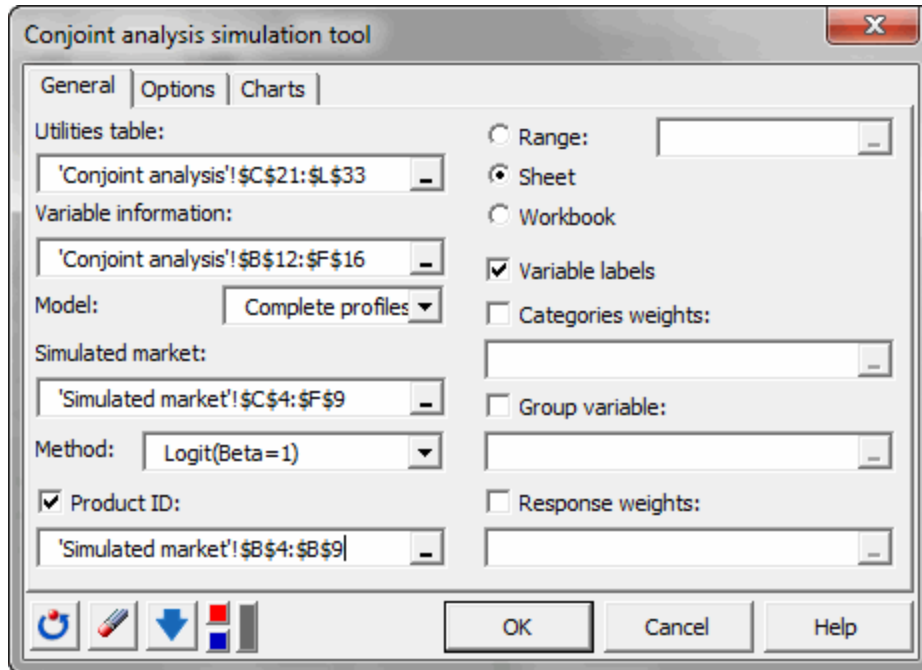 Conjoint analysis simulation tool
General Options Charts
Utilities table:
'Conjoint analysis'!$C$21:$L$33
Variable information:
'Conjoint analysis'!$B$12:$F$16
Model: Complete profiles
Simulated market:
'Simulated market'!$C$4:$F$9
Method: Logit(Beta=1)
Product ID:
'Simulated market'!$B$4:$B$9
Range:
Sheet
Workbook
Variable labels
Categories weights:
Group variable:
Response weights:
OK Cancel Help